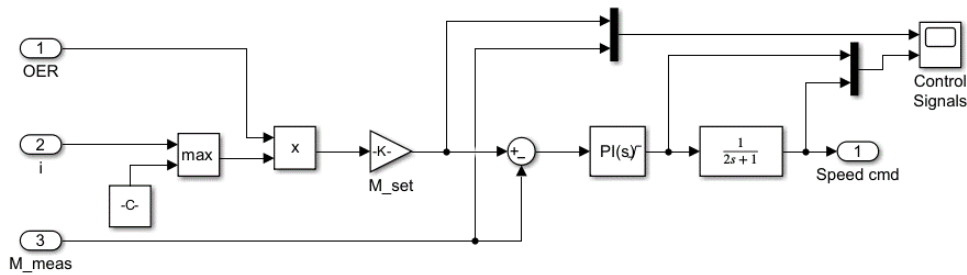 1
OER
2
i
max
-C-
3
M_meas
x
-K-
M_set
+
−
PI(s)
1
2s + 1
1
Speed cmd
Control
Signals